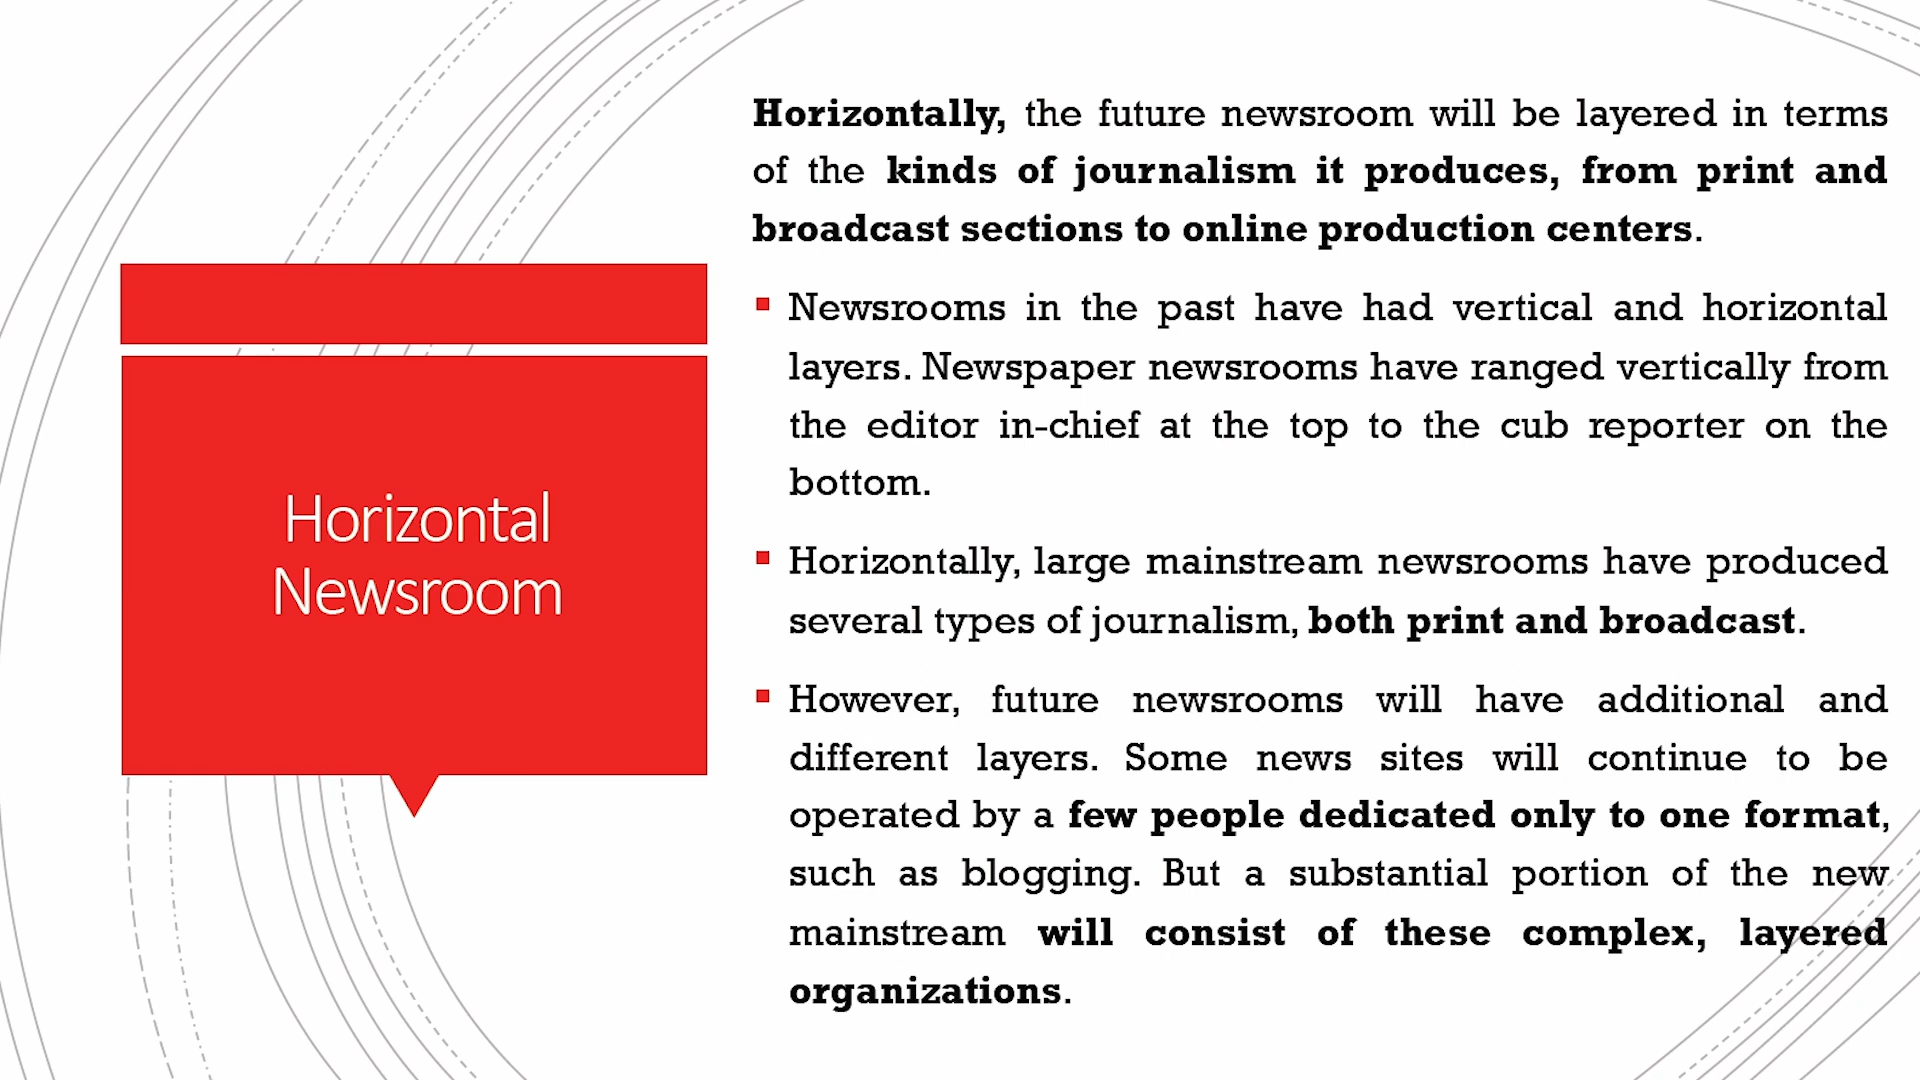 Horizontal
Newsroom
Horizontally, the future newsroom will be layered in terms
of the kinds of journalism it produces, from print and
broadcast sections to online production centers.
Newsrooms in the past have had vertical and horizontal
layers. Newspaper newsrooms have ranged vertically from
the editor in-chief at the top to the cub reporter on the
bottom.
Horizontally, large mainstream newsrooms have produced
several types of journalism, both print and broadcast.
However, future newsrooms will have additional and
different layers. Some news sites will continue to be
operated by a few people dedicated only to one format,
such as blogging. But a substantial portion of the new
mainstream will consist of these complex, layered
organizations.